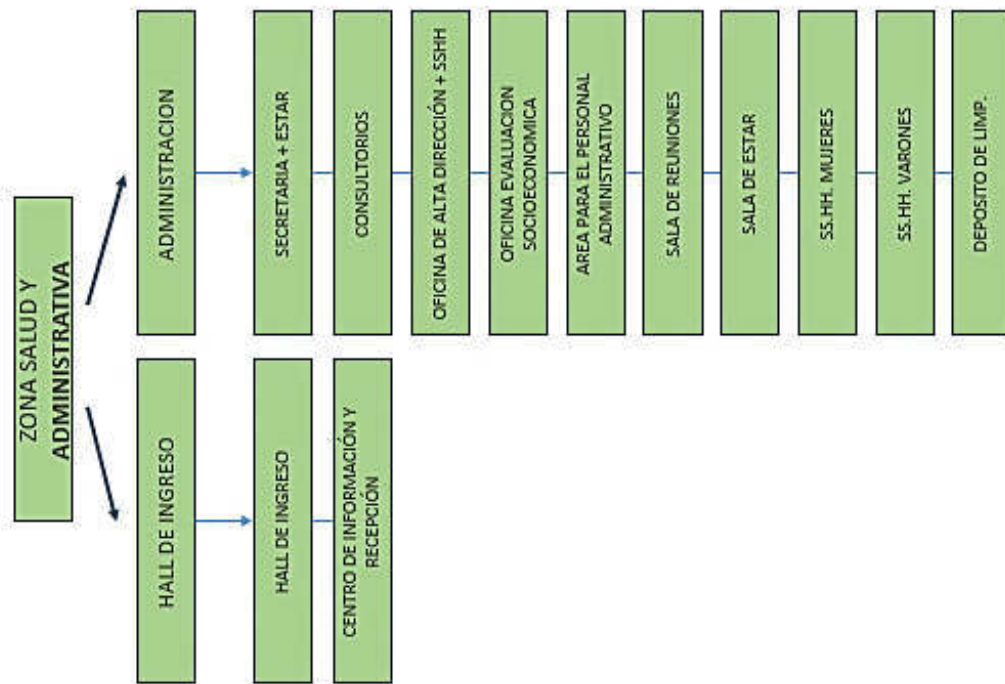 ZONA SALUD Y
ADMINISTRATIVA
HALL DE INGRESO
HALL DE INGRESO
CENTRO DE INFORMACIÓN Y
RECEPCIÓN
ADMINISTRACION
SECRETARIA + ESTAR
CONSULTORIOS
OFICINA DE ALTA DIRECCIÓN + SSHH
OFICINA EVALUACION
SOCIOECONOMICA
AREA PARA EL PERSONAL
ADMINISTRATIVO
SALA DE REUNIONES
SALA DE ESTAR
SS.HH. MUJERES
SS.HH. VARONES
DEPOSITO DE LIMP.